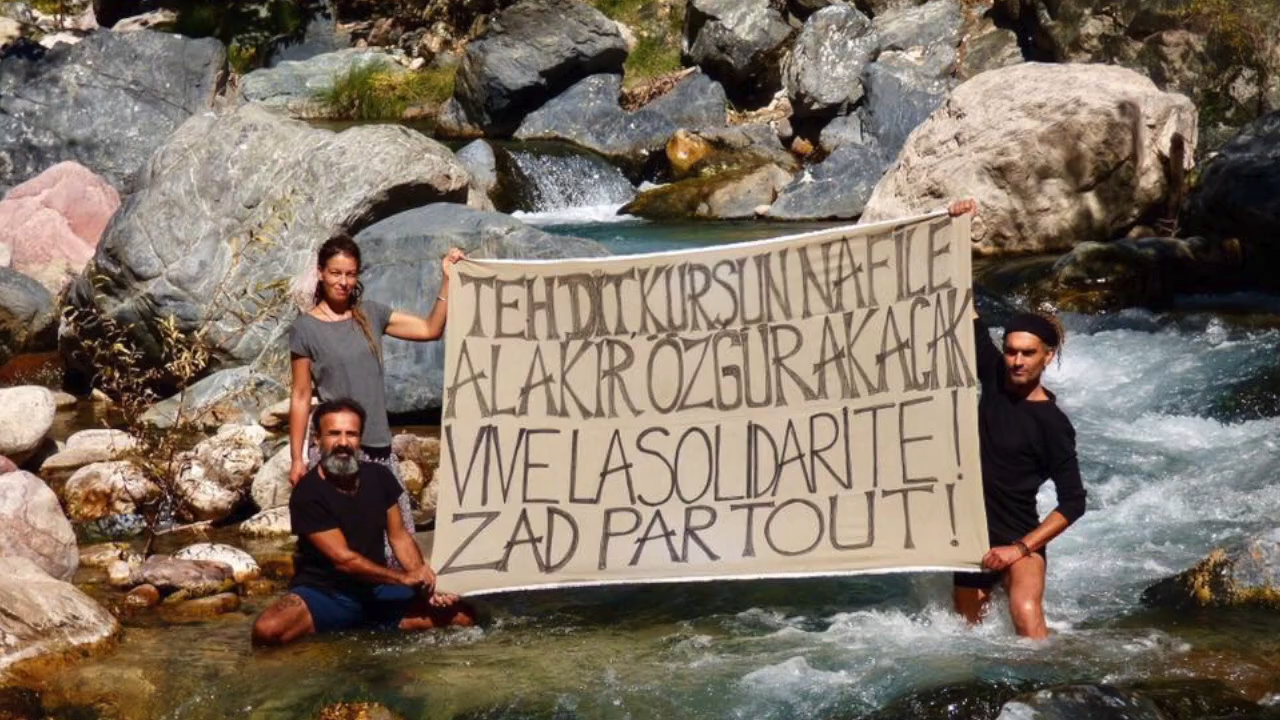 TEHDİT, KURŞUN NAFİLE
ALAKIR ÖZGÜR AKACAK
VIVE LA SOLIDARITE!
ZAD PARTOUT!